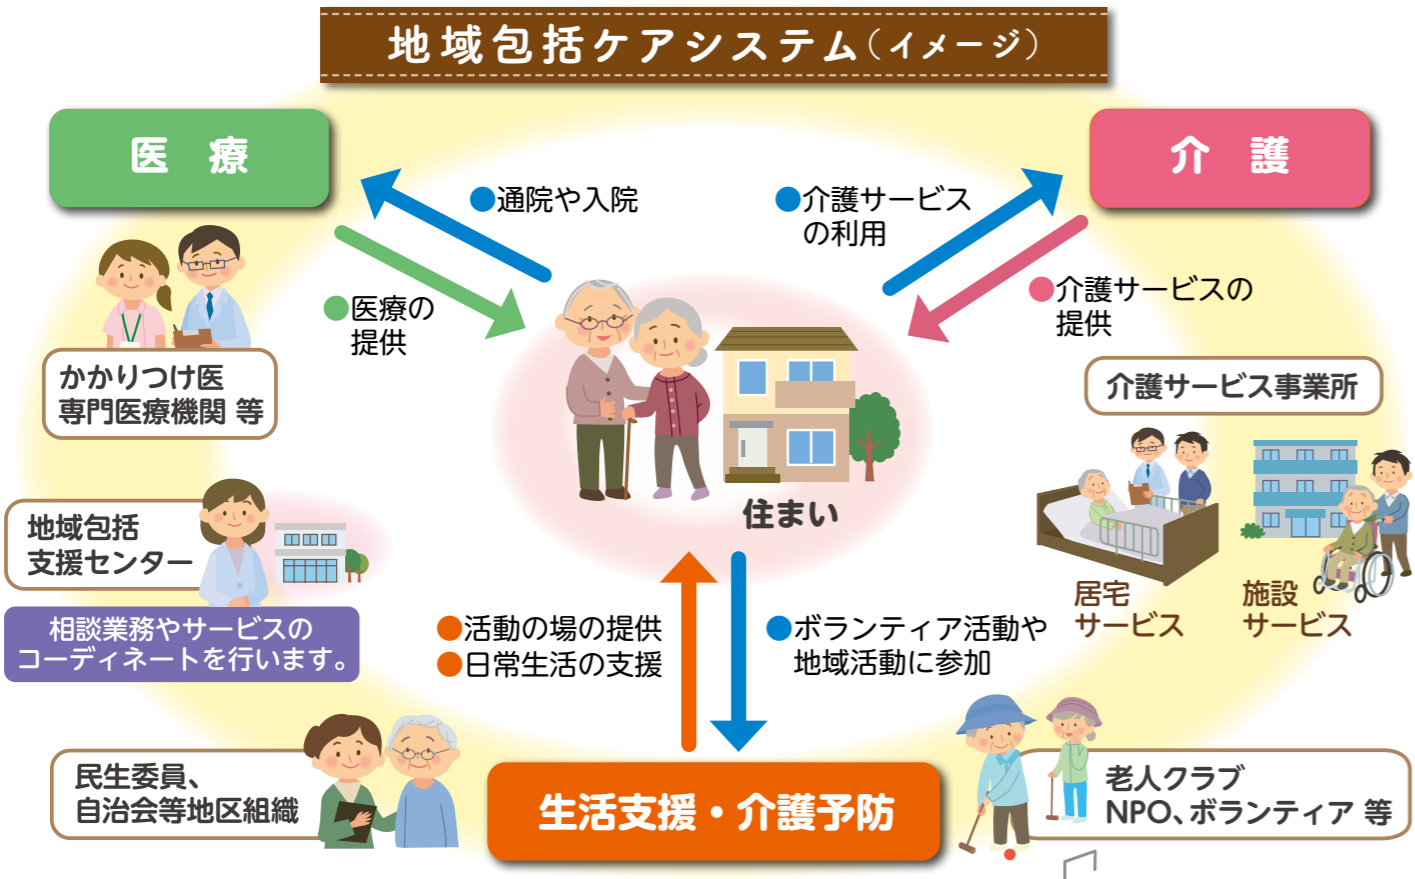 地域包括ケアシステム（イメージ）
医　療
介　護
●通院や入院
●介護サービス
の利用
●医療の
提供
●介護サービスの
提供
かかりつけ医
専門医療機関 等
介護サービス事業所
住まい
地域包括
支援センター
相談業務やサービスの
コーディネートを行います。
居宅
サービス
施設
サービス
●活動の場の提供
●日常生活の支援
●ボランティア活動や
地域活動に参加
民生委員、
自治会等地区組織
生活支援・介護予防
老人クラブ
NPO、ボランティア 等